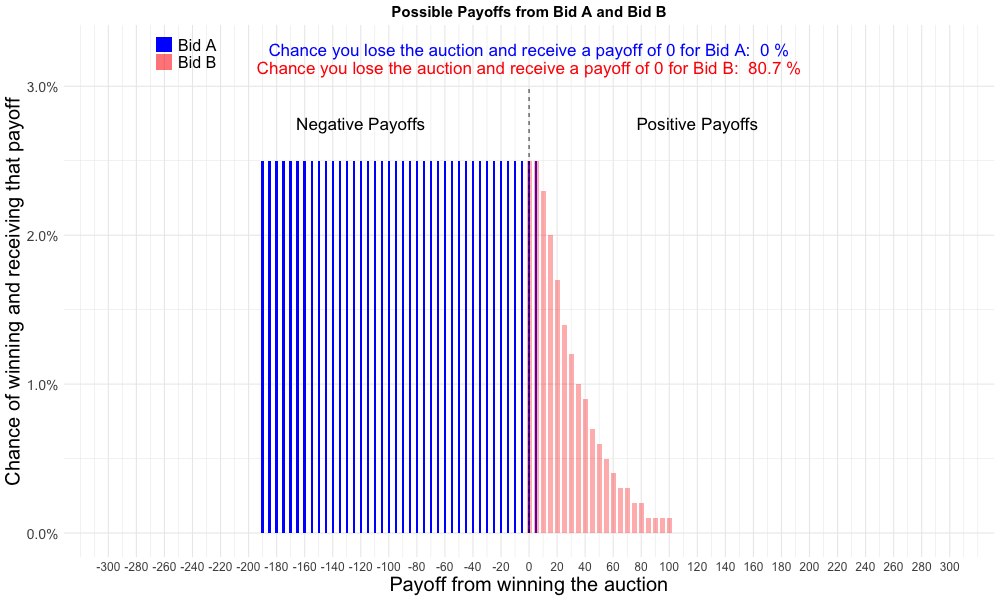 Possible Payoffs from Bid A and Bid B
Bid A
Bid B
Chance you lose the auction and receive a payoff of 0 for Bid A:  0 %
Chance you lose the auction and receive a payoff of 0 for Bid B:  80.7 %
Negative Payoffs
Positive Payoffs
Chance of winning and receiving that payoff
3.0%
2.0%
1.0%
0.0%
-300 -280 -260 -240 -220 -200 -180 -160 -140 -120 -100 -80 -60 -40 -20 0 20 40 60 80 100 120 140 160 180 200 220 240 260 280 300
Payoff from winning the auction